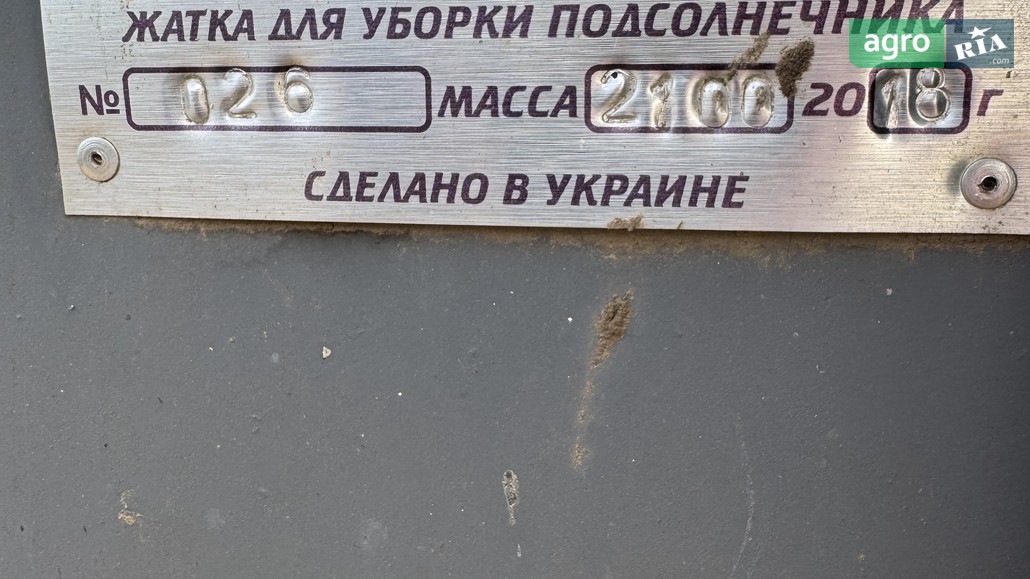 ЖАТКА ДЛЯ УБОРКИ ПОДСОЛНЕЧНИКА
№ 026 МАССА 2100 2018 г
СДЕЛАНО В УКРАИНЕ
agro RIA .com